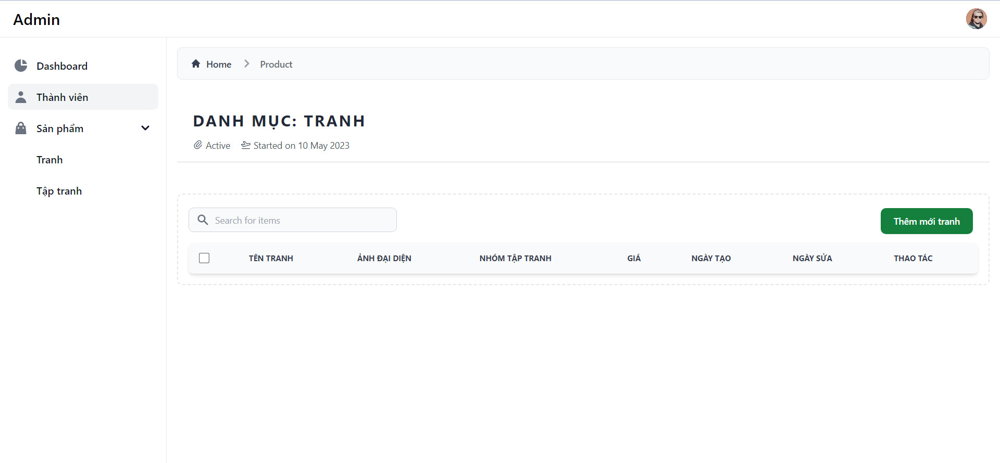 Admin
Dashboard
Thành viên
Sản phẩm
Tranh
Tập tranh
Home
Product
DANH MỤC: TRANH
Active
Started on 10 May 2023
Search for items
Thêm mới tranh
TÊN TRANH
ẢNH ĐẠI DIỆN
NHÓM TẬP TRANH
GIÁ
NGÀY TẠO
NGÀY SỬA
THAO TÁC